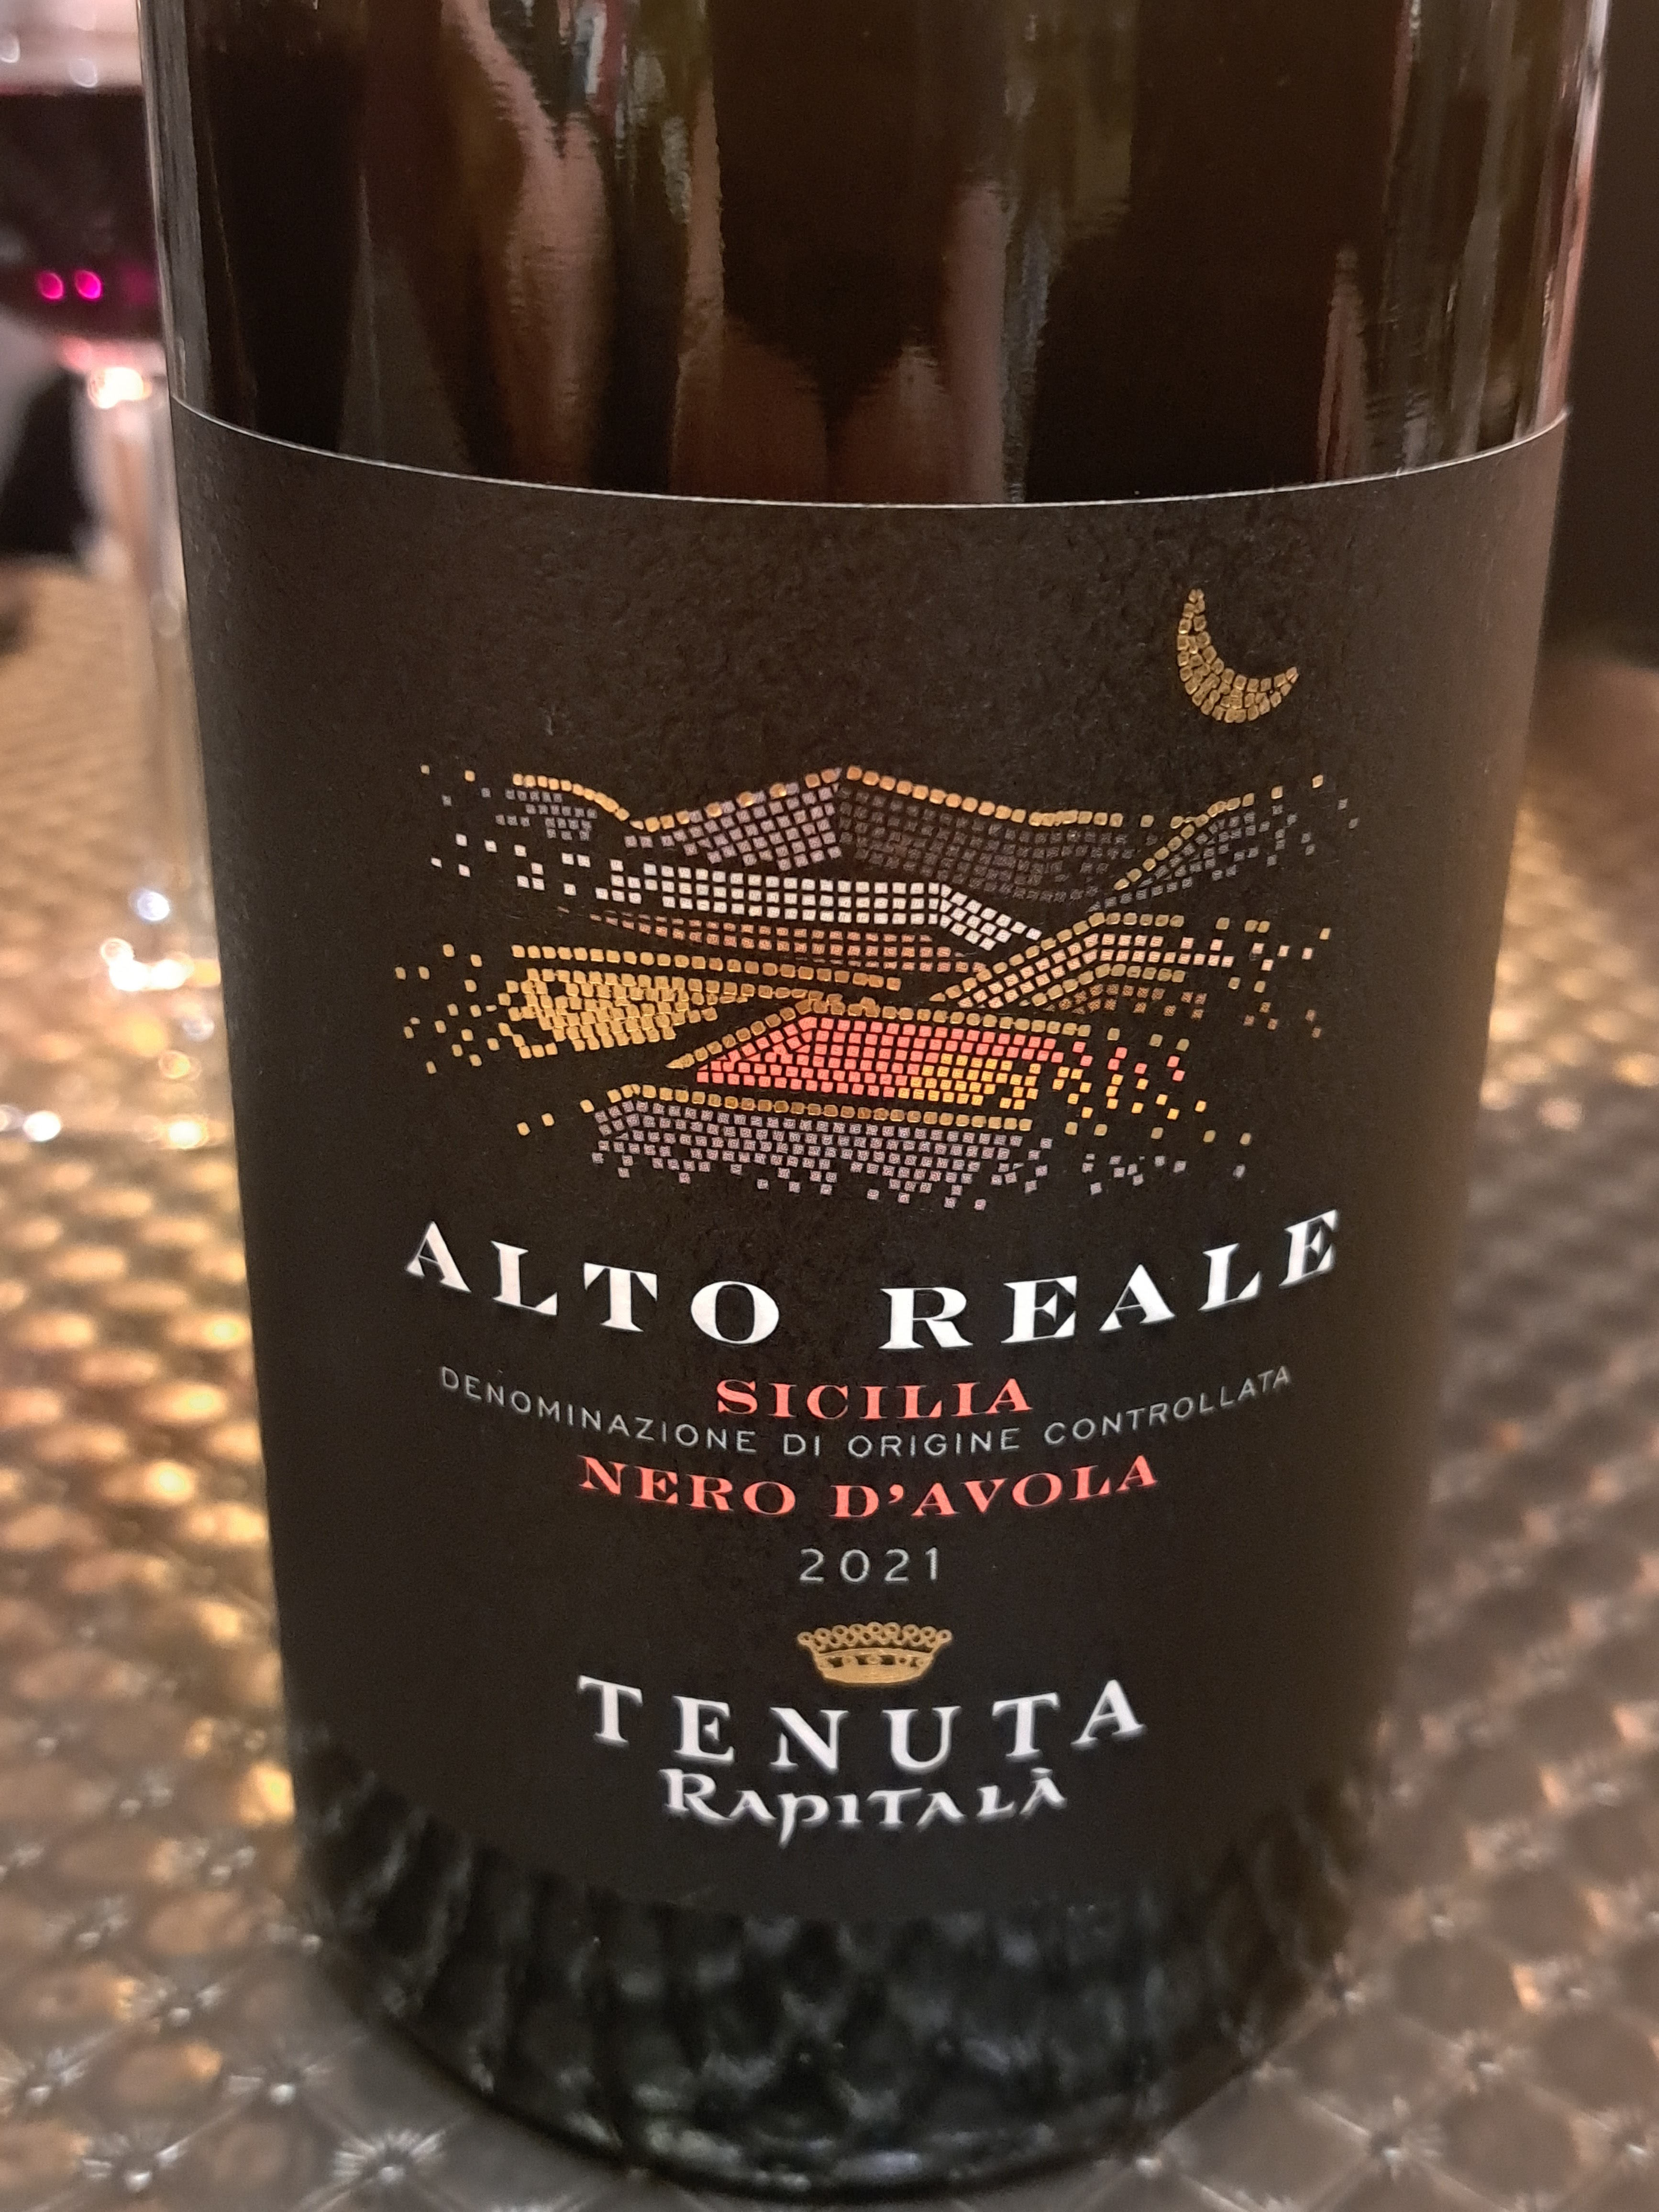 ALTO REALE
SICILIA
DENOMINAZIONE DI ORIGINE CONTROLLATA
NERO D'AVOLA
2021
TENUTA
RAPITALÀ